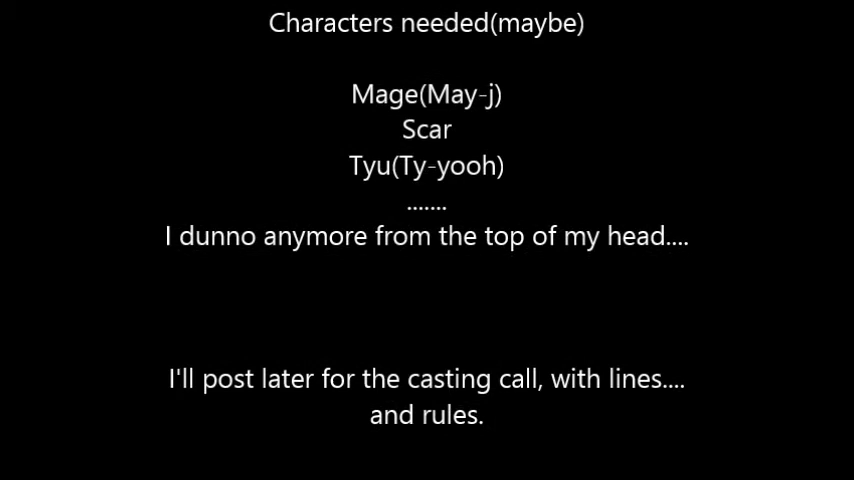 Characters needed(maybe)
Mage(May-j)
Scar
Tyu(Ty-yooh)
.......
I dunno anymore from the top of my head....
I'll post later for the casting call, with lines....
and rules.